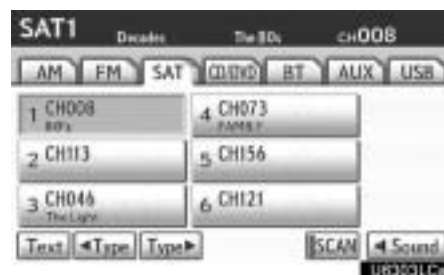 SAT1 Decades The 80s CH008
AM FM SAT CD/DVD BT AUX USB
1 CH008 4 CH073
80's FAMILY
2 CH113 5 CH156
3 CH046 6 CH121
The Light
Text ◄Type Type► SCAN ◄ Sound